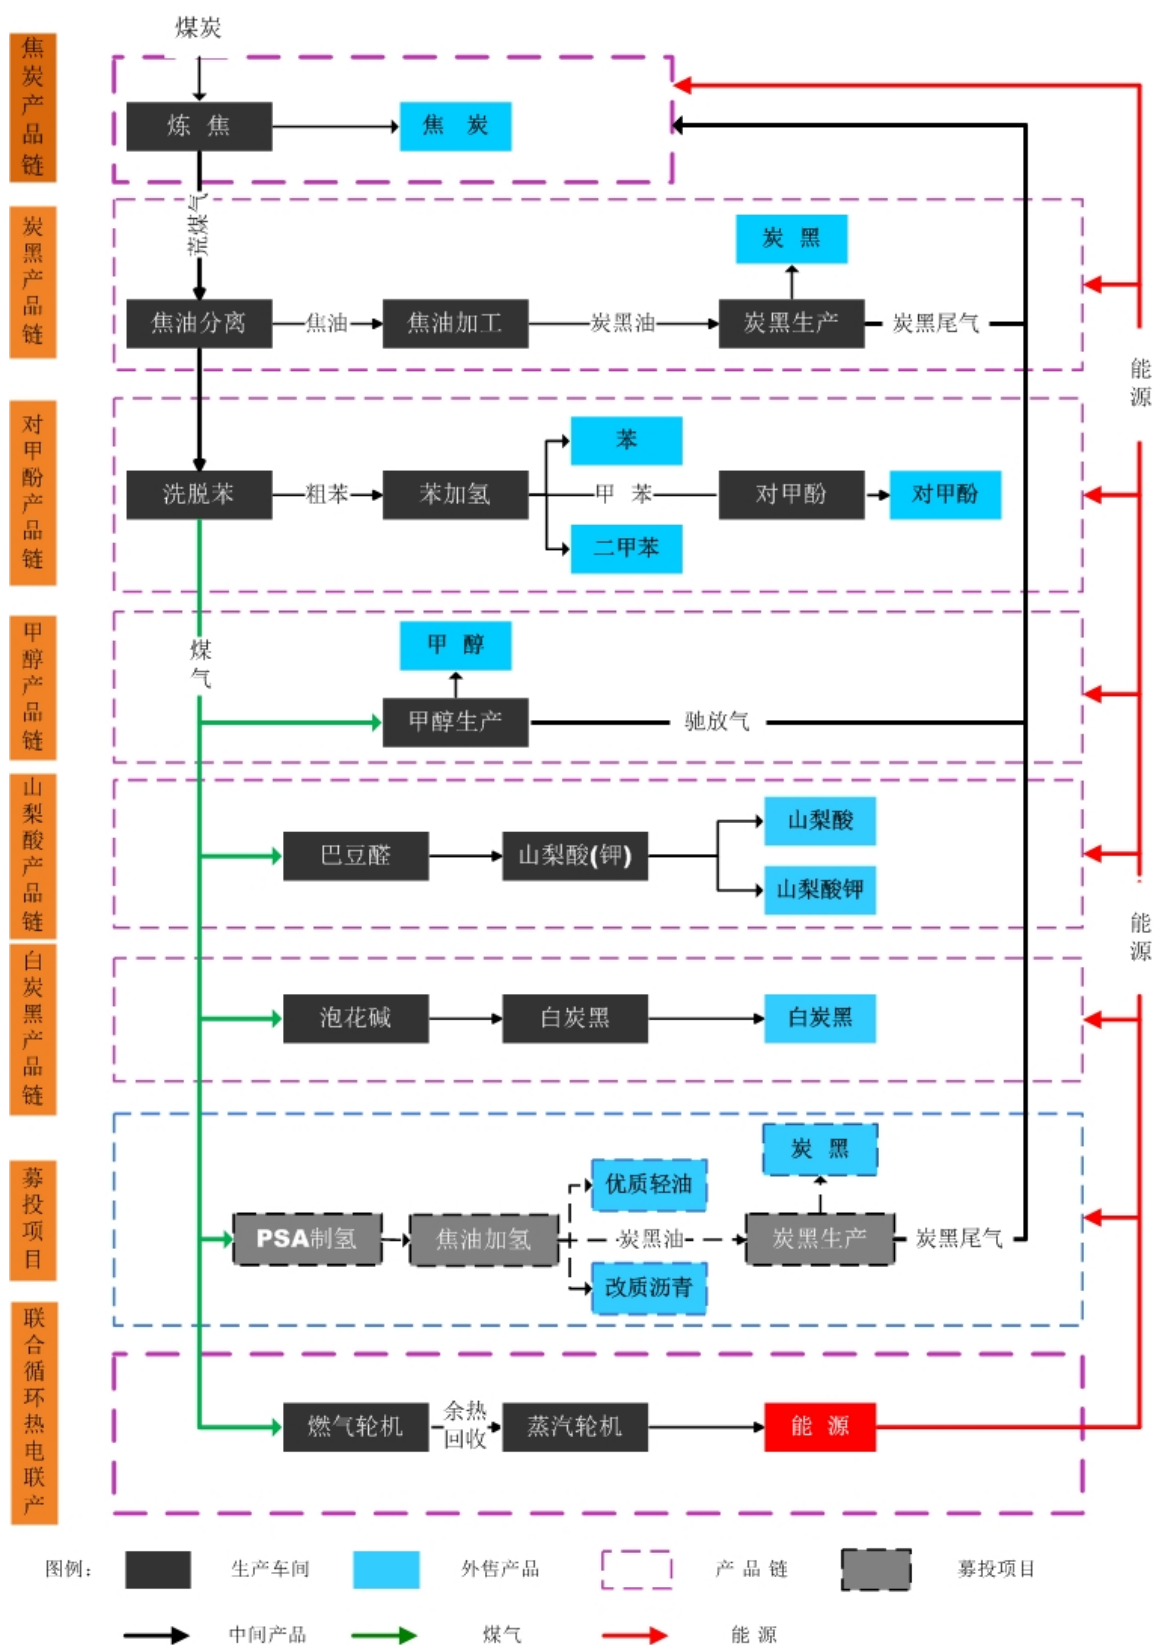 煤炭
焦炭产品链
炼 焦
焦 炭
荒煤气
炭黑产品链
炭 黑
焦油分离
焦油
焦油加工
炭黑油
炭黑生产
炭黑尾气
能源
对甲酚产品链
苯
洗脱苯
粗苯
苯加氢
甲 苯
对甲酚
对甲酚
二甲苯
煤气
甲醇产品链
甲 醇
甲醇生产
驰放气
山梨酸产品链
山梨酸
巴豆醛
山梨酸(钾)
山梨酸钾
能源
白炭黑产品链
泡花碱
白炭黑
白炭黑
募投项目
炭 黑
优质轻油
PSA制氢
焦油加氢
炭黑油
炭黑生产
炭黑尾气
改质沥青
联合循环热电联产
燃气轮机
余热
回收
蒸汽轮机
能 源
图例：
生产车间
外售产品
产 品 链
募投项目
中间产品
煤气
能 源